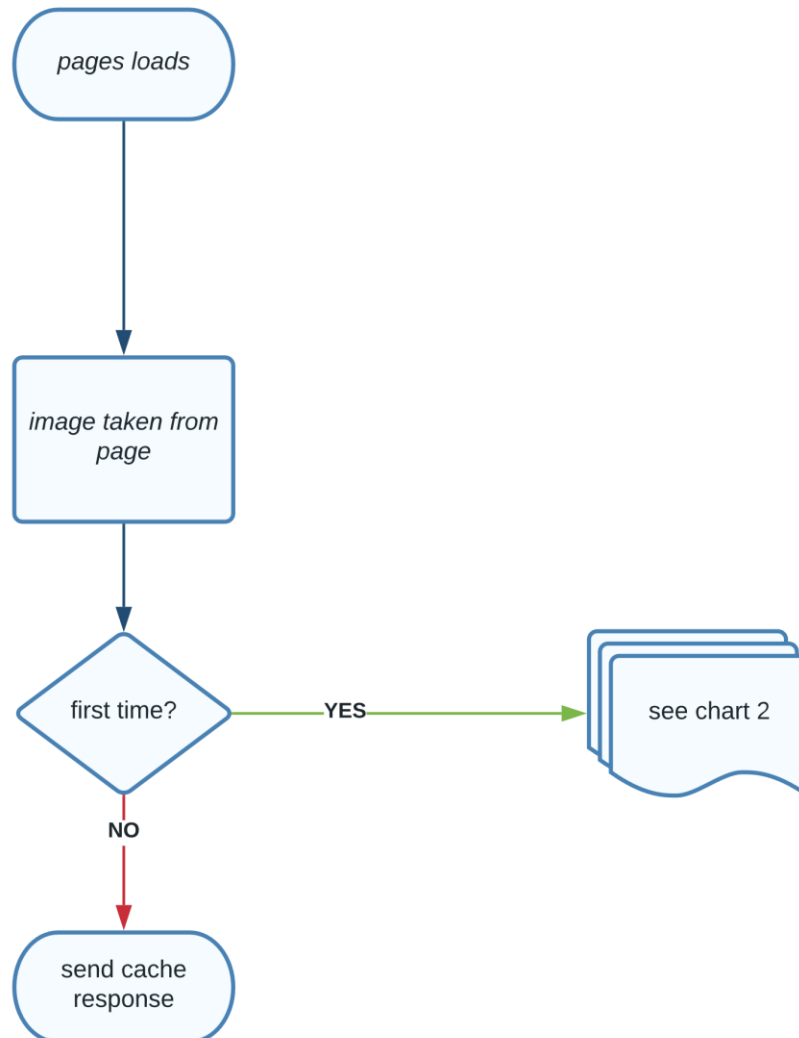 pages loads
image taken from
page
first time?
YES
see chart 2
NO
send cache
response